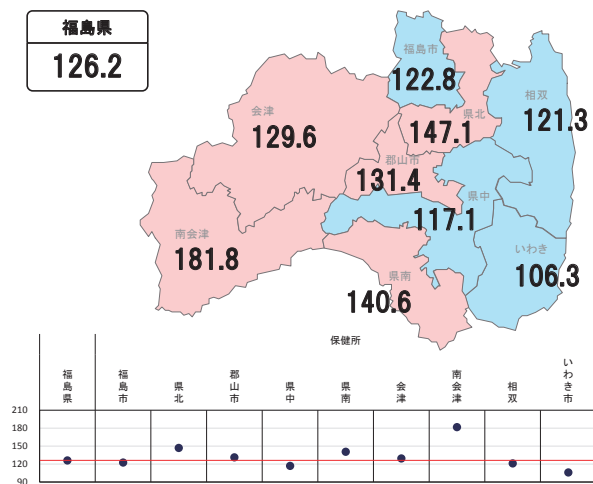 福島県
126.2
福島市
122.8
相双
121.3
県北
147.1
会津
129.6
郡山市
131.4
県中
117.1
南会津
181.8
いわき
106.3
県南
140.6
保健所
福島県
福島市
県北
郡山市
県中
県南
会津
南会津
相双
いわき市
210
180
150
120
90